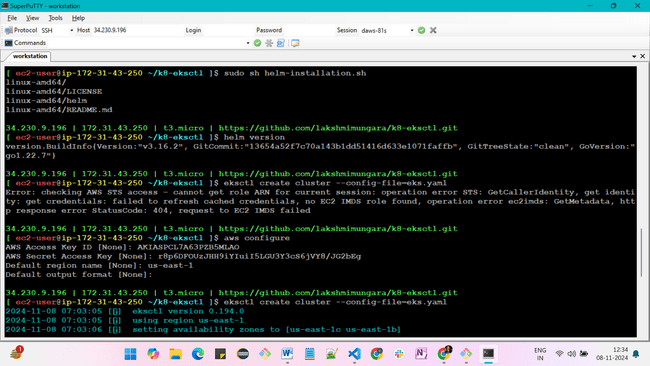 SuperPuTTY - workstation
File View Tools Help
Protocol SSH Host 34.230.9.196 Login Password Session daws-81s
Commands
workstation
[ ec2-user@ip-172-31-43-250 ~/k8-eksctl ]$ sudo sh helm-installation.sh
linux-amd64/
linux-amd64/LICENSE
linux-amd64/helm
linux-amd64/README.md
34.230.9.196 | 172.31.43.250 | t3.micro | https://github.com/lakshmimungara/k8-eksctl.git
[ ec2-user@ip-172-31-43-250 ~/k8-eksctl ]$ helm version
version.BuildInfo{Version:"v3.16.2", GitCommit:"13654a52f7c70a143b1dd51416d633e1071faffb", GitTreeState:"clean", GoVersion:"
go1.22.7"}
34.230.9.196 | 172.31.43.250 | t3.micro | https://github.com/lakshmimungara/k8-eksctl.git
[ ec2-user@ip-172-31-43-250 ~/k8-eksctl ]$ eksctl create cluster --config-file=eks.yaml
Error: checking AWS STS access – cannot get role ARN for current session: operation error STS: GetCallerIdentity, get identi
ty: get credentials: failed to refresh cached credentials, no EC2 IMDS role found, operation error ec2imds: GetMetadata, htt
p response error StatusCode: 404, request to EC2 IMDS failed
34.230.9.196 | 172.31.43.250 | t3.micro | https://github.com/lakshmimungara/k8-eksctl.git
[ ec2-user@ip-172-31-43-250 ~/k8-eksctl ]$ aws configure
AWS Access Key ID [None]:
AWS Secret Access Key [None]:
Default region name [None]: us-east-1
Default output format [None]:
34.230.9.196 | 172.31.43.250 | t3.micro | https://github.com/lakshmimungara/k8-eksctl.git
[ ec2-user@ip-172-31-43-250 ~/k8-eksctl ]$ eksctl create cluster --config-file=eks.yaml
2024-11-08 07:03:05 [ℹ] eksctl version 0.194.0
2024-11-08 07:03:05 [ℹ] using region us-east-1
2024-11-08 07:03:06 [ℹ] setting availability zones to [us-east-1c us-east-1b]
ENG 12:34
IN 08-11-2024